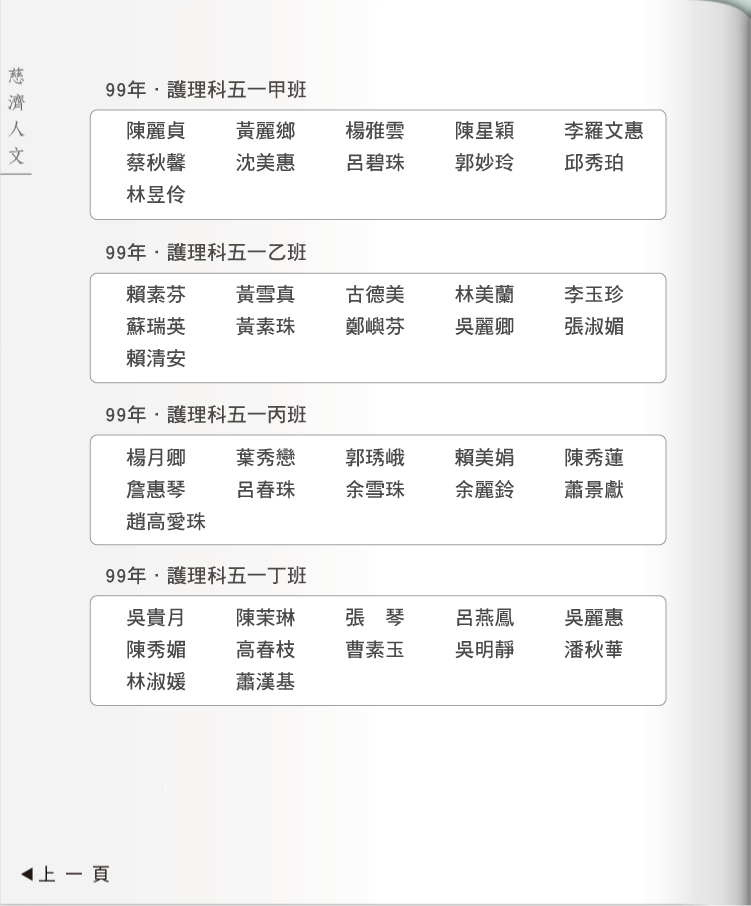 慈濟人文
99年．護理科五一甲班
陳麗貞 黃麗鄉 楊雅雲 陳星穎 李羅文惠
蔡秋馨 沈美惠 呂碧珠 郭妙玲 邱秀珀
林昱伶
99年．護理科五一乙班
賴素芬 黃雪真 古德美 林美蘭 李玉珍
蘇瑞英 黃素珠 鄭嶼芬 吳麗卿 張淑媚
賴清安
99年．護理科五一丙班
楊月卿 葉秀戀 郭琇峨 賴美娟 陳秀蓮
詹惠琴 呂春珠 余雪珠 余麗鈴 蕭景獻
趙高愛珠
99年．護理科五一丁班
吳貴月 陳茉琳 張　琴 呂燕鳳 吳麗惠
陳秀媚 高春枝 曹素玉 吳明靜 潘秋華
林淑媛 蕭漢基
◀上一頁